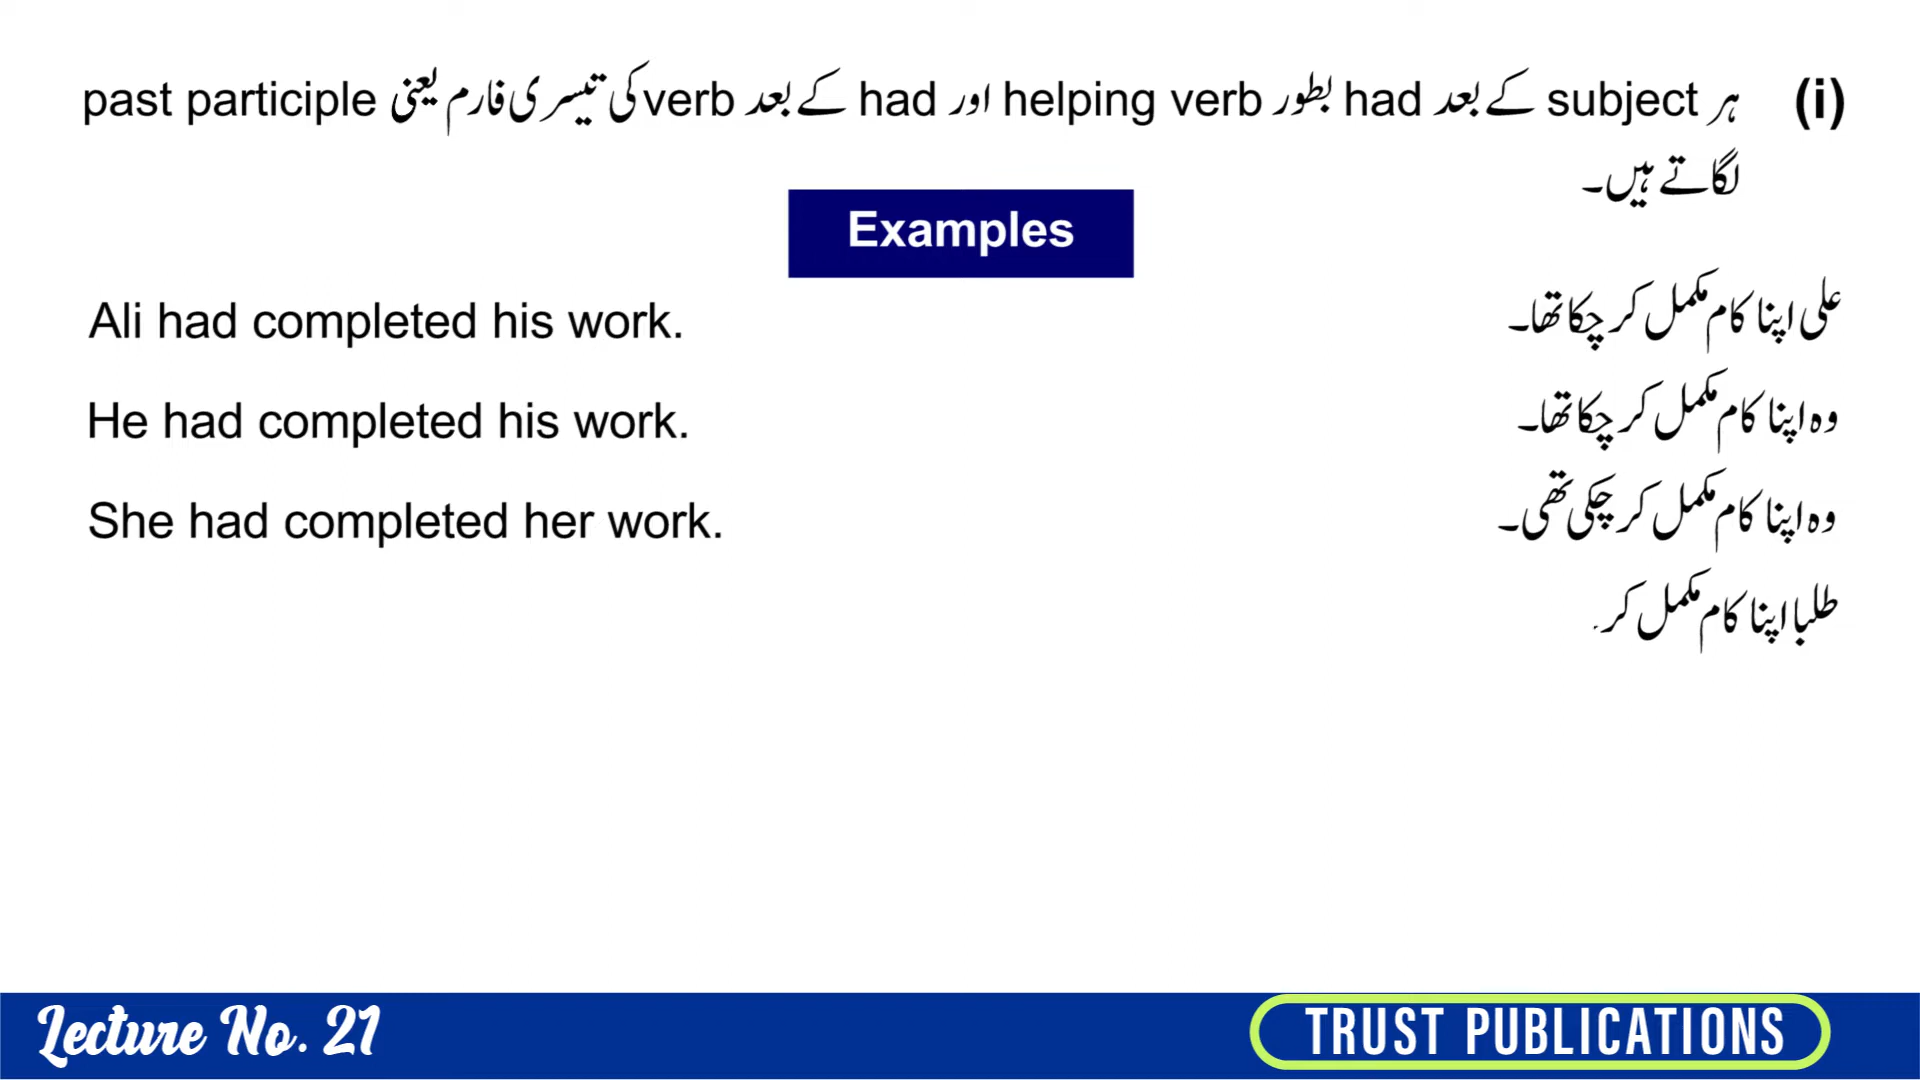 (i) ہر subject کے بعد had بطور helping verb اور had کے بعد verb کی تیسری فارم یعنی past participle
لگاتے ہیں۔
Examples
Ali had completed his work. علی اپنا کام مکمل کر چکا تھا۔
He had completed his work. وہ اپنا کام مکمل کر چکا تھا۔
She had completed her work. وہ اپنا کام مکمل کر چکی تھی۔
طلبا اپنا کام مکمل کر
Lecture No. 21 TRUST PUBLICATIONS